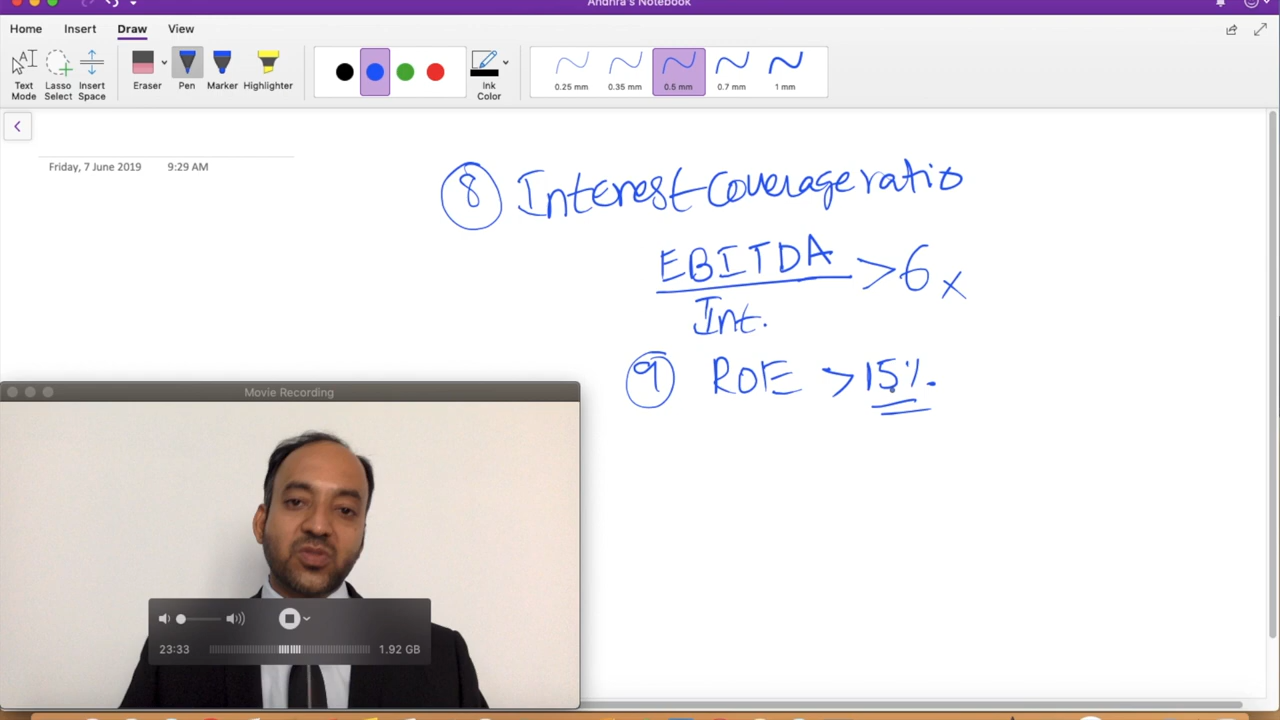 Andhra's Notebook
Home Insert Draw View
Text Mode
Lasso Select
Insert Space
Eraser
Pen
Marker
Highlighter
Ink Color
0.25 mm
0.35 mm
0.5 mm
0.7 mm
1 mm
Friday, 7 June 2019 9:29 AM
8 Interest Coverage ratio
EBITDA > 6x
Int.
9 ROE > 15%
Movie Recording
23:33 1.92 GB